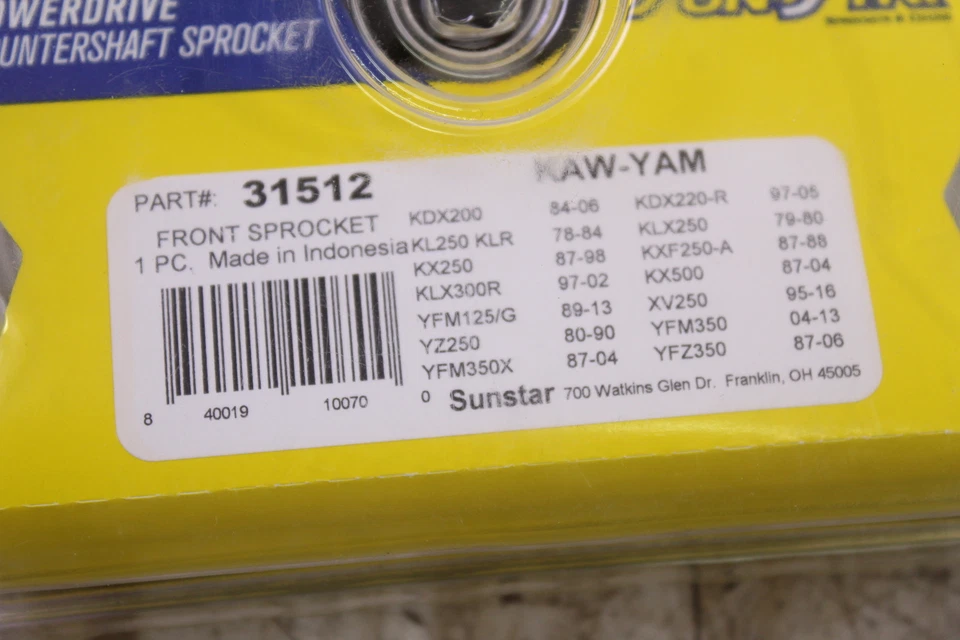 POWERDRIVE
COUNTERSHAFT SPROCKET
PART#: 31512
FRONT SPROCKET
1 PC. Made in Indonesia
8 40019 10070 0
KAW-YAM
KDX200 84-06 KDX220-R 97-05
KL250 KLR 78-84 KLX250 79-80
KX250 87-98 KXF250-A 87-88
KLX300R 97-02 KX500 87-04
YFM125/G 89-13 XV250 95-16
YZ250 80-90 YFM350 04-13
YFM350X 87-04 YFZ350 87-06
Sunstar 700 Watkins Glen Dr. Franklin, OH 45005